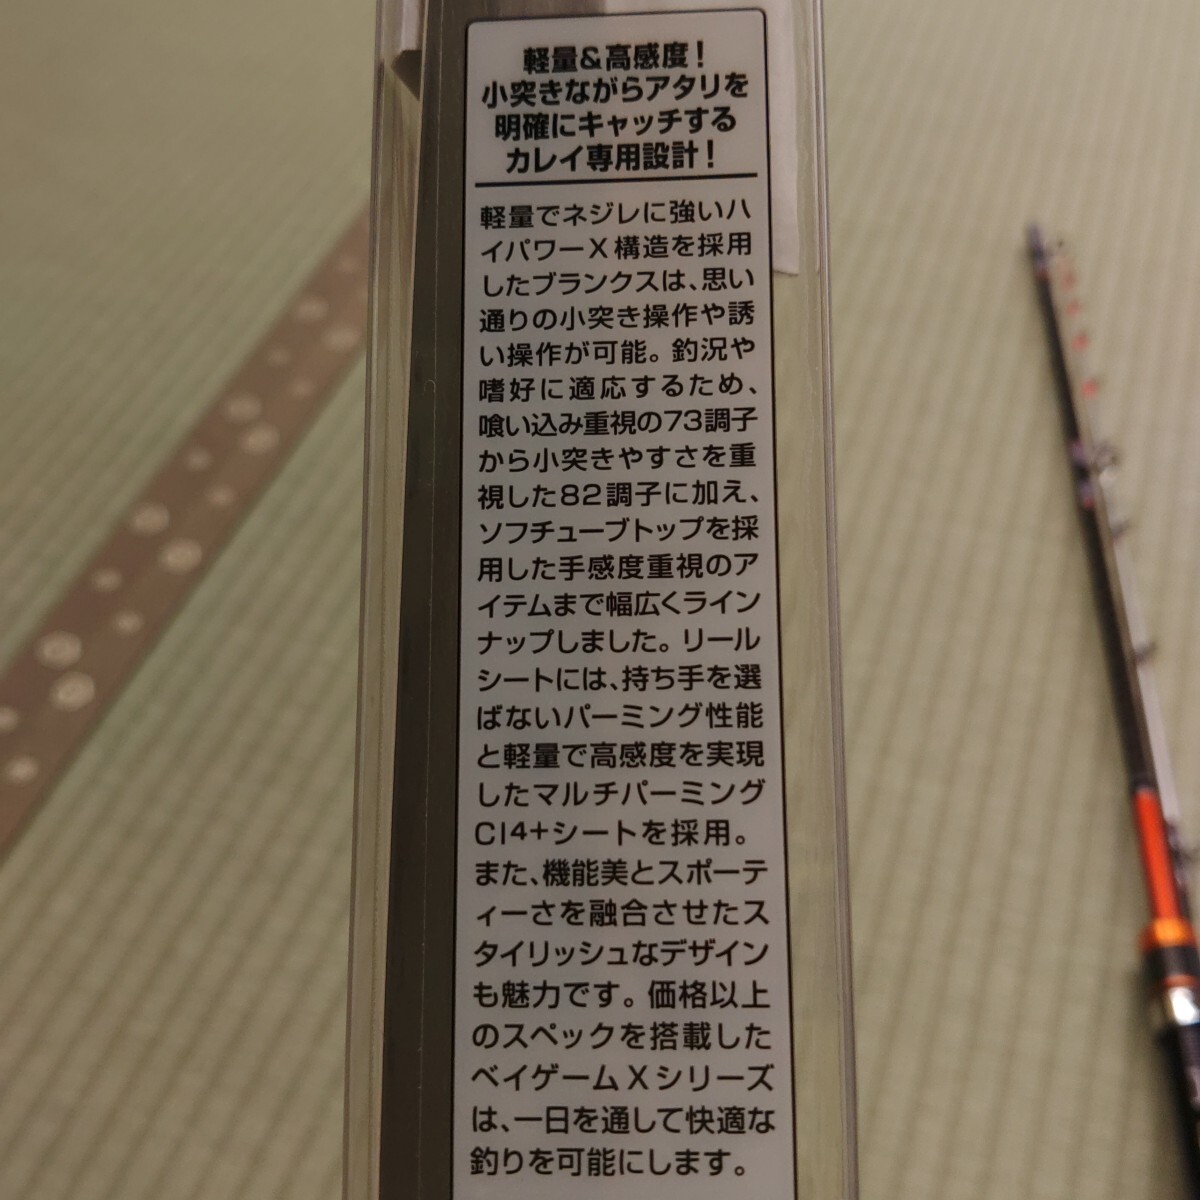 軽量&高感度！
小突きながらアタリを
明確にキャッチする
カレイ専用設計！
軽量でネジレに強いハ
イパワーX構造を採用
したブランクスは、思い
通りの小突き操作や誘
い操作が可能。釣況や
嗜好に適応するため、
喰い込み重視の73調子
から小突きやすさを重
視した82調子に加え、
ソフチューブトップを採
用した手感度重視のア
イテムまで幅広くライン
ナップしました。リール
シートには、持ち手を選
ばないパーミング性能
と軽量で高感度を実現
したマルチパーミング
CI4+シートを採用。
また、機能美とスポーテ
ィーさを融合させたス
タイリッシュなデザイン
も魅力です。価格以上
のスペックを搭載した
ベイゲームXシリーズ
は、一日を通して快適な
釣りを可能にします。